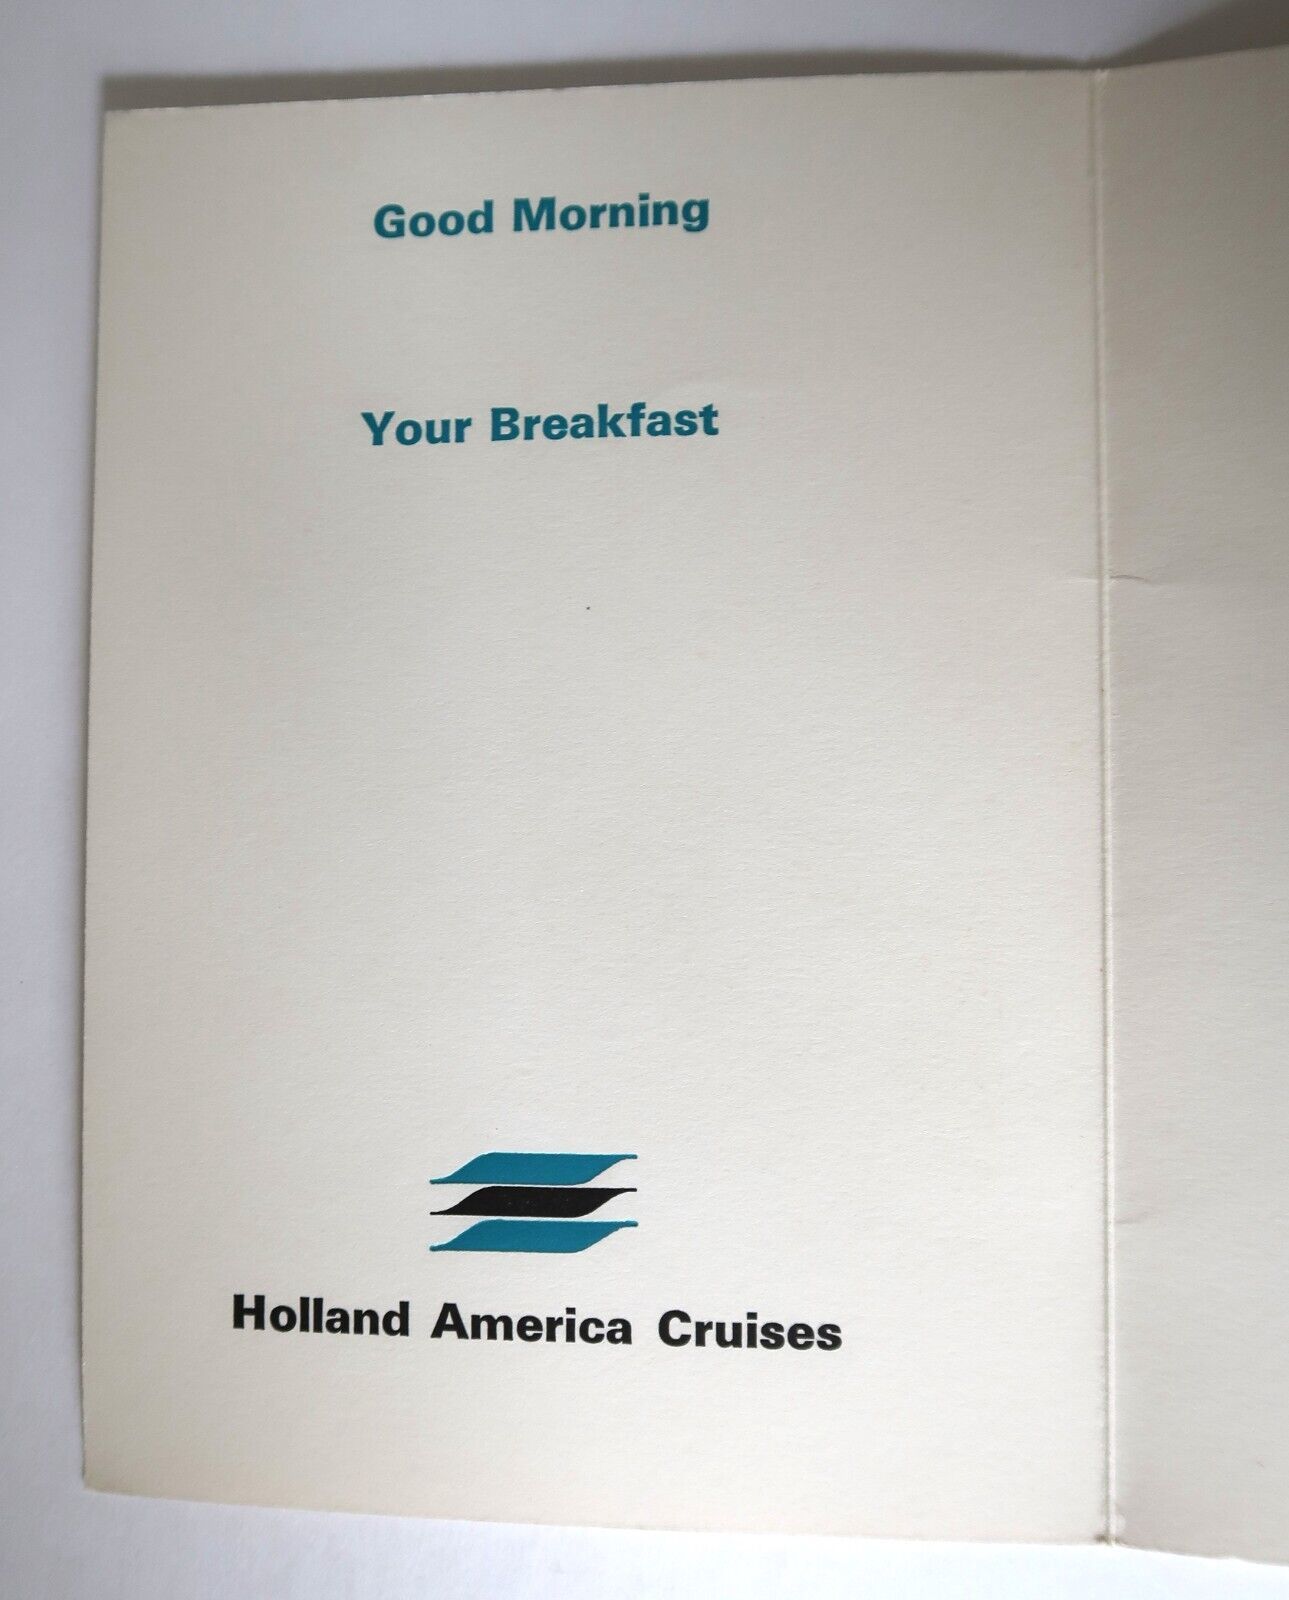 Good Morning
Your Breakfast
Holland America Cruises